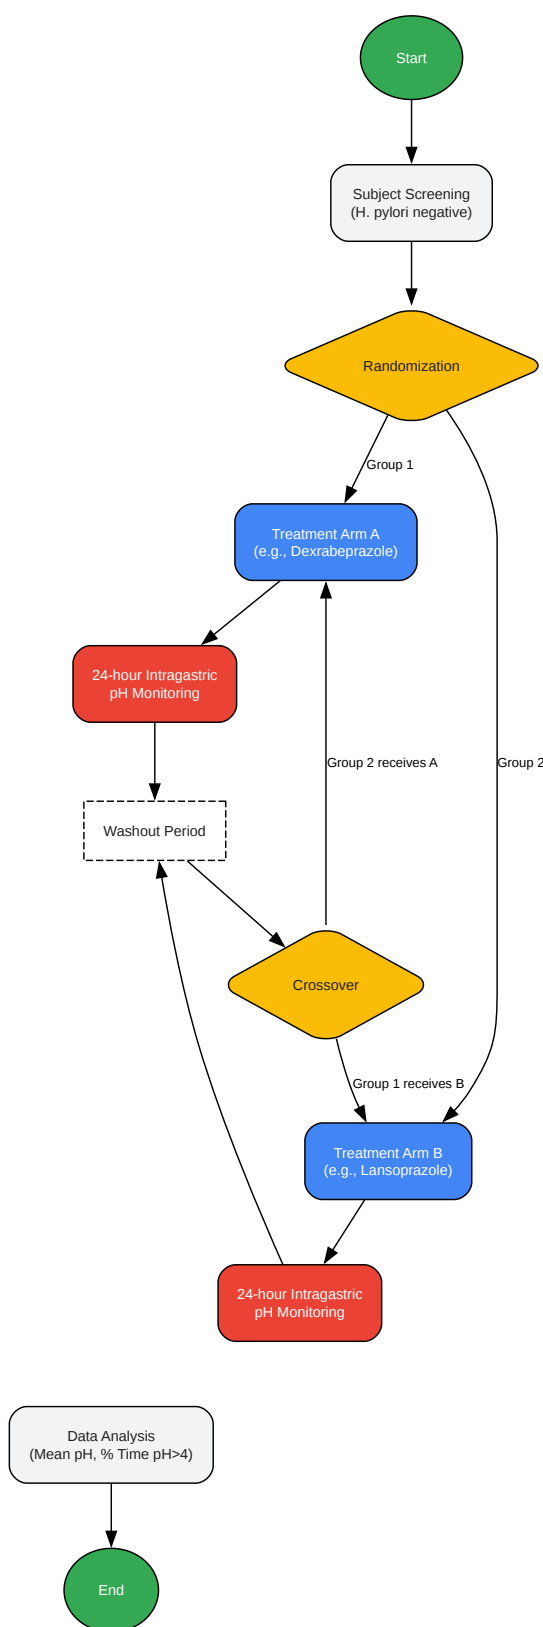 Start
Subject Screening
(H. pylori negative)
Randomization
Group 1
Treatment Arm A
(e.g., Dexrabeprazole)
24-hour Intragastric
pH Monitoring
Group 2 receives A
Group 2
Washout Period
Crossover
Group 1 receives B
Treatment Arm B
(e.g., Lansoprazole)
24-hour Intragastric
pH Monitoring
Data Analysis
(Mean pH, % Time pH>4)
End